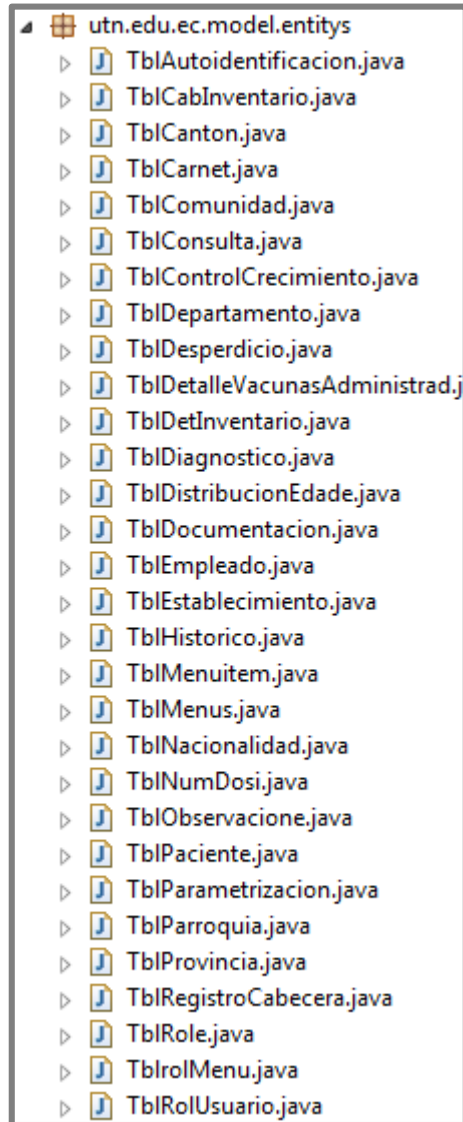 utn.edu.ec.model.entitys
TblAutoidentificacion.java
TblCabInventario.java
TblCanton.java
TblCarnet.java
TblComunidad.java
TblConsulta.java
TblControlCrecimiento.java
TblDepartamento.java
TblDesperdicio.java
TblDetalleVacunasAdministrad.j
TblDetInventario.java
TblDiagnostico.java
TblDistribucionEdade.java
TblDocumentacion.java
TblEmpleado.java
TblEstablecimiento.java
TblHistorico.java
TblMenuitem.java
TblMenus.java
TblNacionalidad.java
TblNumDosi.java
TblObservacione.java
TblPaciente.java
TblParametrizacion.java
TblParroquia.java
TblProvincia.java
TblRegistroCabecera.java
TblRole.java
TblrolMenu.java
TblRolUsuario.java